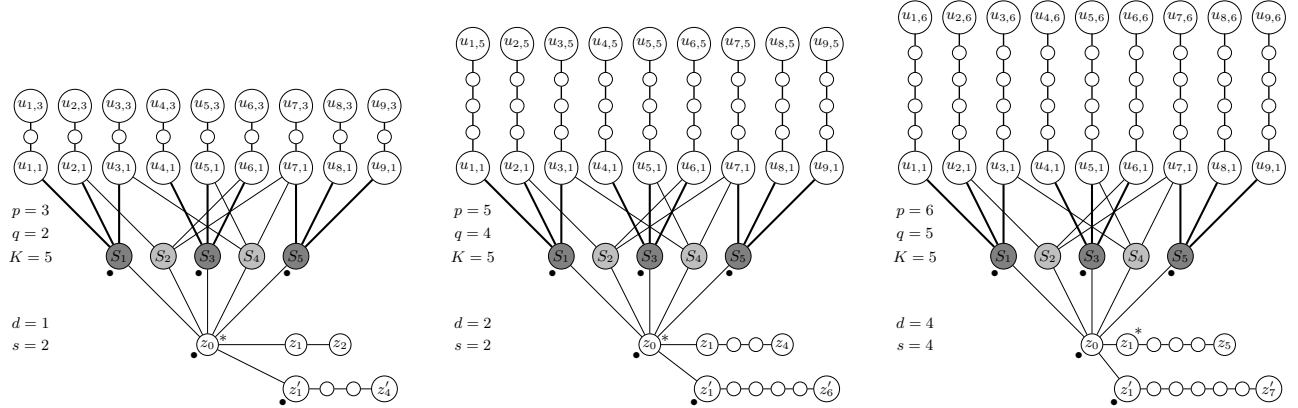 u1,6 u2,6 u3,6 u4,6 u5,6 u6,6 u7,6 u8,6 u9,6
u1,5 u2,5 u3,5 u4,5 u5,5 u6,5 u7,5 u8,5 u9,5
u1,3 u2,3 u3,3 u4,3 u5,3 u6,3 u7,3 u8,3 u9,3
u1,1 u2,1 u3,1 u4,1 u5,1 u6,1 u7,1 u8,1 u9,1 u1,1 u2,1 u3,1 u4,1 u5,1 u6,1 u7,1 u8,1 u9,1 u1,1 u2,1 u3,1 u4,1 u5,1 u6,1 u7,1 u8,1 u9,1
p = 3 p = 5 p = 6
q = 2 q = 4 q = 5
K = 5 S1 S2 S3 S4 S5 K = 5 S1 S2 S3 S4 S5 K = 5 S1 S2 S3 S4 S5
d = 1 d = 2 d = 4
s = 2 z0 * z1 z2 s = 2 z0 * z1 z4 s = 4 z0 z1 * z5
z′1 z′4 z′1 z′6 z′1 z′7